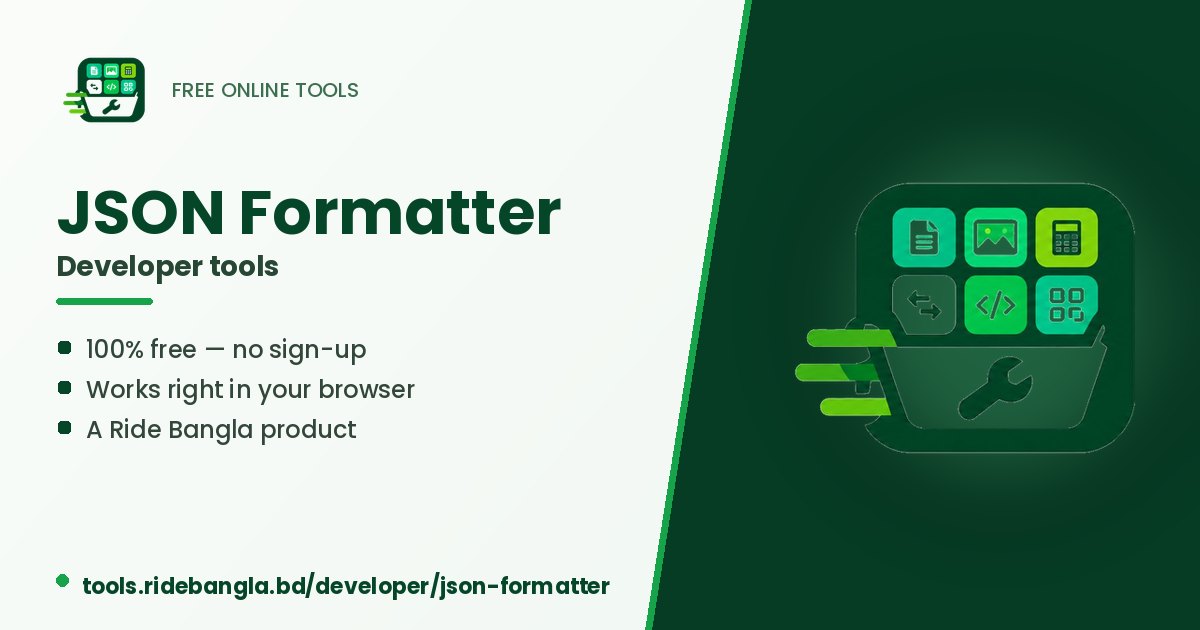 FREE ONLINE TOOLS
JSON Formatter
Developer tools
100% free — no sign-up
Works right in your browser
A Ride Bangla product
tools.ridebangla.bd/developer/json-formatter